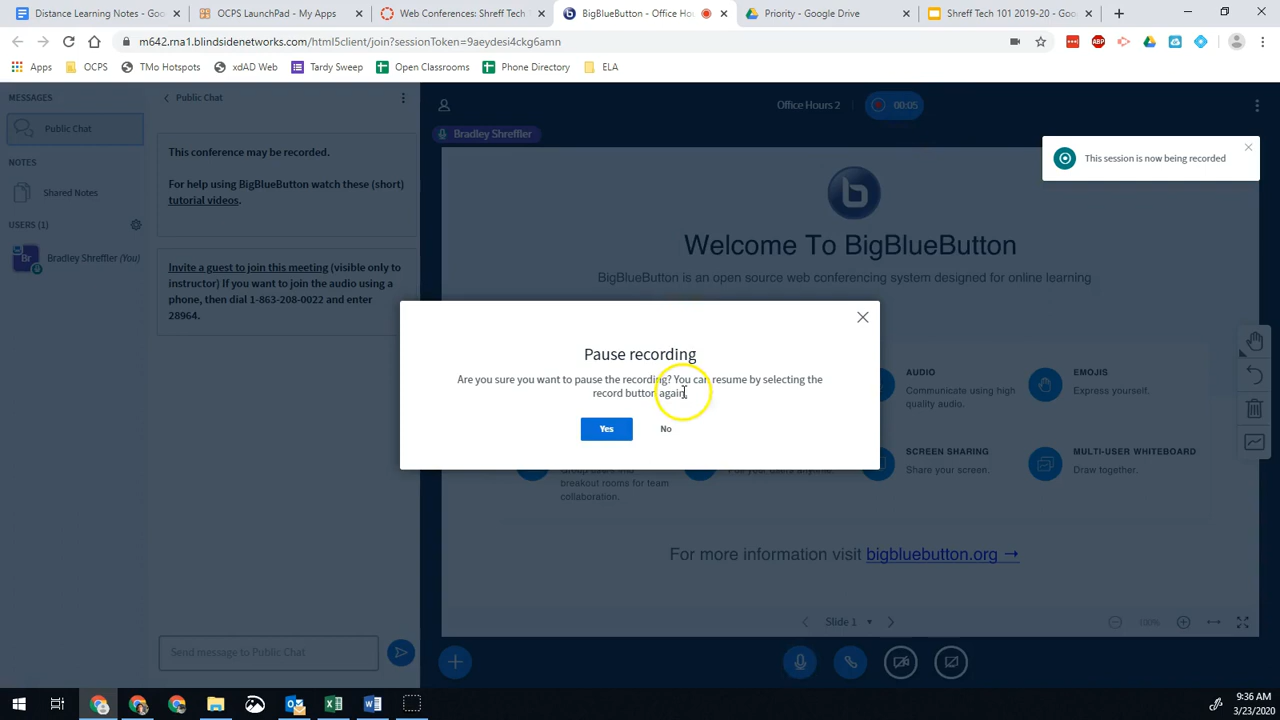 Distance Learning Notes -
OCPS LaunchPad - My Apps
Web Conferences: Shreff Tech
BigBlueButton - Office Hou
Priority - Google Drive
Shreff Tech 101 2019-20 - Go
m642.rna1.blindsidenetworks.com/html5client/join?sessionToken=9aeydesi4ckg6amn
ABP
Apps
OCPS
TMo Hotspots
xdAD Web
Tardy Sweep
Open Classrooms
Phone Directory
ELA
MESSAGES
Public Chat
NOTES
Shared Notes
USERS (1)
Br
Bradley Shreffler (You)
Public Chat
This conference may be recorded.
For help using BigBlueButton watch these (short)
tutorial videos.
Invite a guest to join this meeting (visible only to
instructor) If you want to join the audio using a
phone, then dial 1-863-208-0022 and enter
28964.
Send message to Public Chat
Office Hours 2
00:05
Bradley Shreffler
This session is now being recorded
b
Welcome To BigBlueButton
BigBlueButton is an open source web conferencing system designed for online learning
Pause recording
Are you sure you want to pause the recording? You can resume by selecting the
record button again.
Yes
No
AUDIO
Communicate using high
quality audio.
EMOJIS
Express yourself.
breakout rooms for team
collaboration.
SCREEN SHARING
Share your screen.
MULTI-USER WHITEBOARD
Draw together.
For more information visit bigbluebutton.org →
Slide 1
100%
9:36 AM
3/23/2020